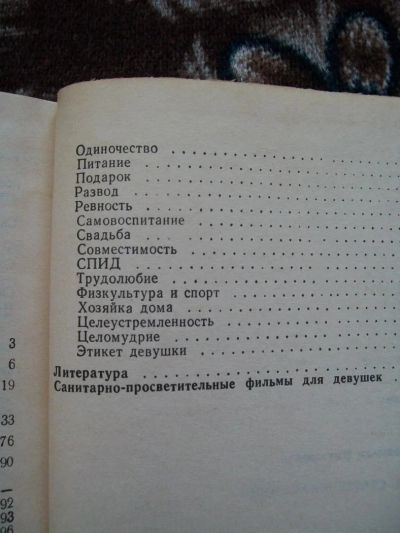 Одиночество . . . . . . . . . . . . .
Питание . . . . . . . . . . . . . . .
Подарок . . . . . . . . . . . . . . .
Развод . . . . . . . . . . . . . . . .
Ревность . . . . . . . . . . . . . . .
Самовоспитание . . . . . . . . . . .
Свадьба . . . . . . . . . . . . . . .
Совместимость . . . . . . . . . . . .
СПИД . . . . . . . . . . . . . . . .
Трудолюбие . . . . . . . . . . . . .
Физкультура и спорт . . . . . . . . .
Хозяйка дома . . . . . . . . . . . .
Целеустремленность . . . . . . . . .
Целомудрие . . . . . . . . . . . . .
Этикет девушки . . . . . . . . . . .
Литература . . . . . . . . . . . . . .
Санитарно-просветительные фильмы для девушек .
3
6
19
33
76
90
—
92
93
96